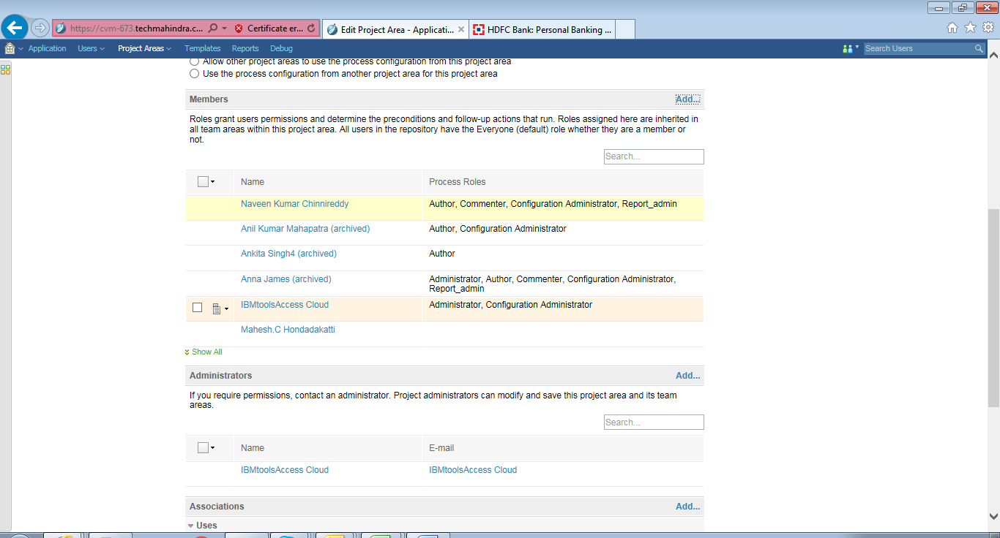 https://cvm-673.techmahindra.c...
Certificate er...
Edit Project Area - Applicati...
HDFC Bank: Personal Banking ...
Application
Users
Project Areas
Templates
Reports
Debug
Search Users
Allow other project areas to use the process configuration from this project area
Use the process configuration from another project area for this project area
Members
Add...
Roles grant users permissions and determine the preconditions and follow-up actions that run. Roles assigned here are inherited in
all team areas within this project area. All users in the repository have the Everyone (default) role whether they are a member or
not.
Search...
Name
Process Roles
Naveen Kumar Chinnireddy
Author, Commenter, Configuration Administrator, Report_admin
Anil Kumar Mahapatra (archived)
Author, Configuration Administrator
Ankita Singh4 (archived)
Author
Anna James (archived)
Administrator, Author, Commenter, Configuration Administrator,
Report_admin
IBMtoolsAccess Cloud
Administrator, Configuration Administrator
Mahesh.C Hondadakatti
Show All
Administrators
Add...
If you require permissions, contact an administrator. Project administrators can modify and save this project area and its team
areas.
Search...
Name
E-mail
IBMtoolsAccess Cloud
IBMtoolsAccess Cloud
Associations
Add...
Uses